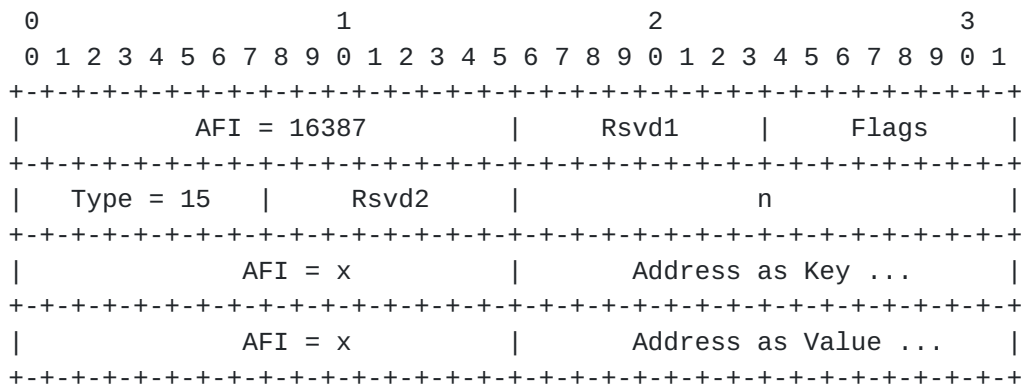 0                   1                   2                   3
 0 1 2 3 4 5 6 7 8 9 0 1 2 3 4 5 6 7 8 9 0 1 2 3 4 5 6 7 8 9 0 1
+-+-+-+-+-+-+-+-+-+-+-+-+-+-+-+-+-+-+-+-+-+-+-+-+-+-+-+-+-+-+-+-+
|           AFI = 16387         |     Rsvd1     |     Flags     |
+-+-+-+-+-+-+-+-+-+-+-+-+-+-+-+-+-+-+-+-+-+-+-+-+-+-+-+-+-+-+-+-+
|   Type = 15   |     Rsvd2     |               n               |
+-+-+-+-+-+-+-+-+-+-+-+-+-+-+-+-+-+-+-+-+-+-+-+-+-+-+-+-+-+-+-+-+
|              AFI = x          |       Address as Key ...      |
+-+-+-+-+-+-+-+-+-+-+-+-+-+-+-+-+-+-+-+-+-+-+-+-+-+-+-+-+-+-+-+-+
|              AFI = x          |       Address as Value ...    |
+-+-+-+-+-+-+-+-+-+-+-+-+-+-+-+-+-+-+-+-+-+-+-+-+-+-+-+-+-+-+-+-+